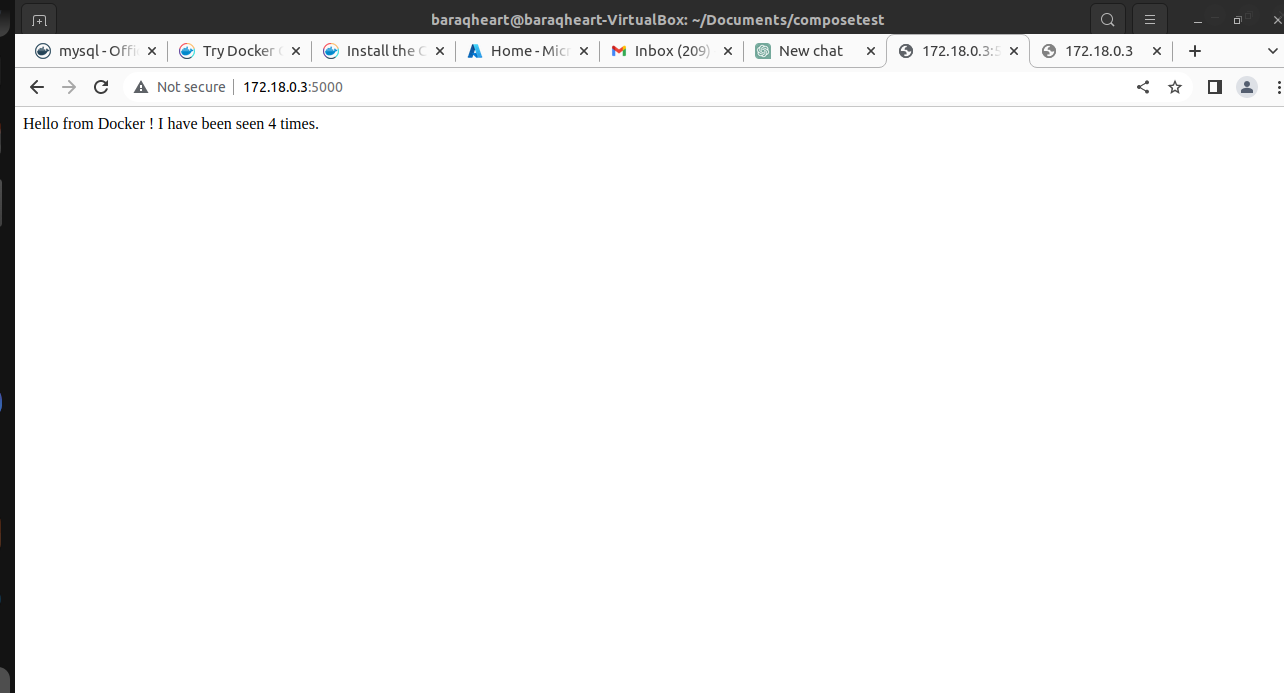 baraqheart@baraqheart-VirtualBox: ~/Documents/composetest
mysql - Offi Try Docker Install the C Home - Micr Inbox (209) New chat 172.18.0.3:5 172.18.0.3
Not secure 172.18.0.3:5000
Hello from Docker ! I have been seen 4 times.